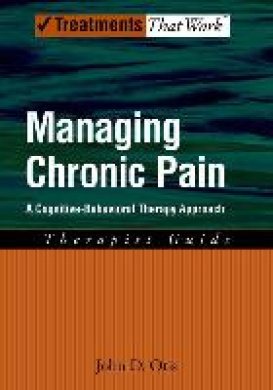 ✓ Treatments That Work
Managing
Chronic Pain
A Cognitive-Behavioral Therapy Approach
Therapist Guide
John D. Otis